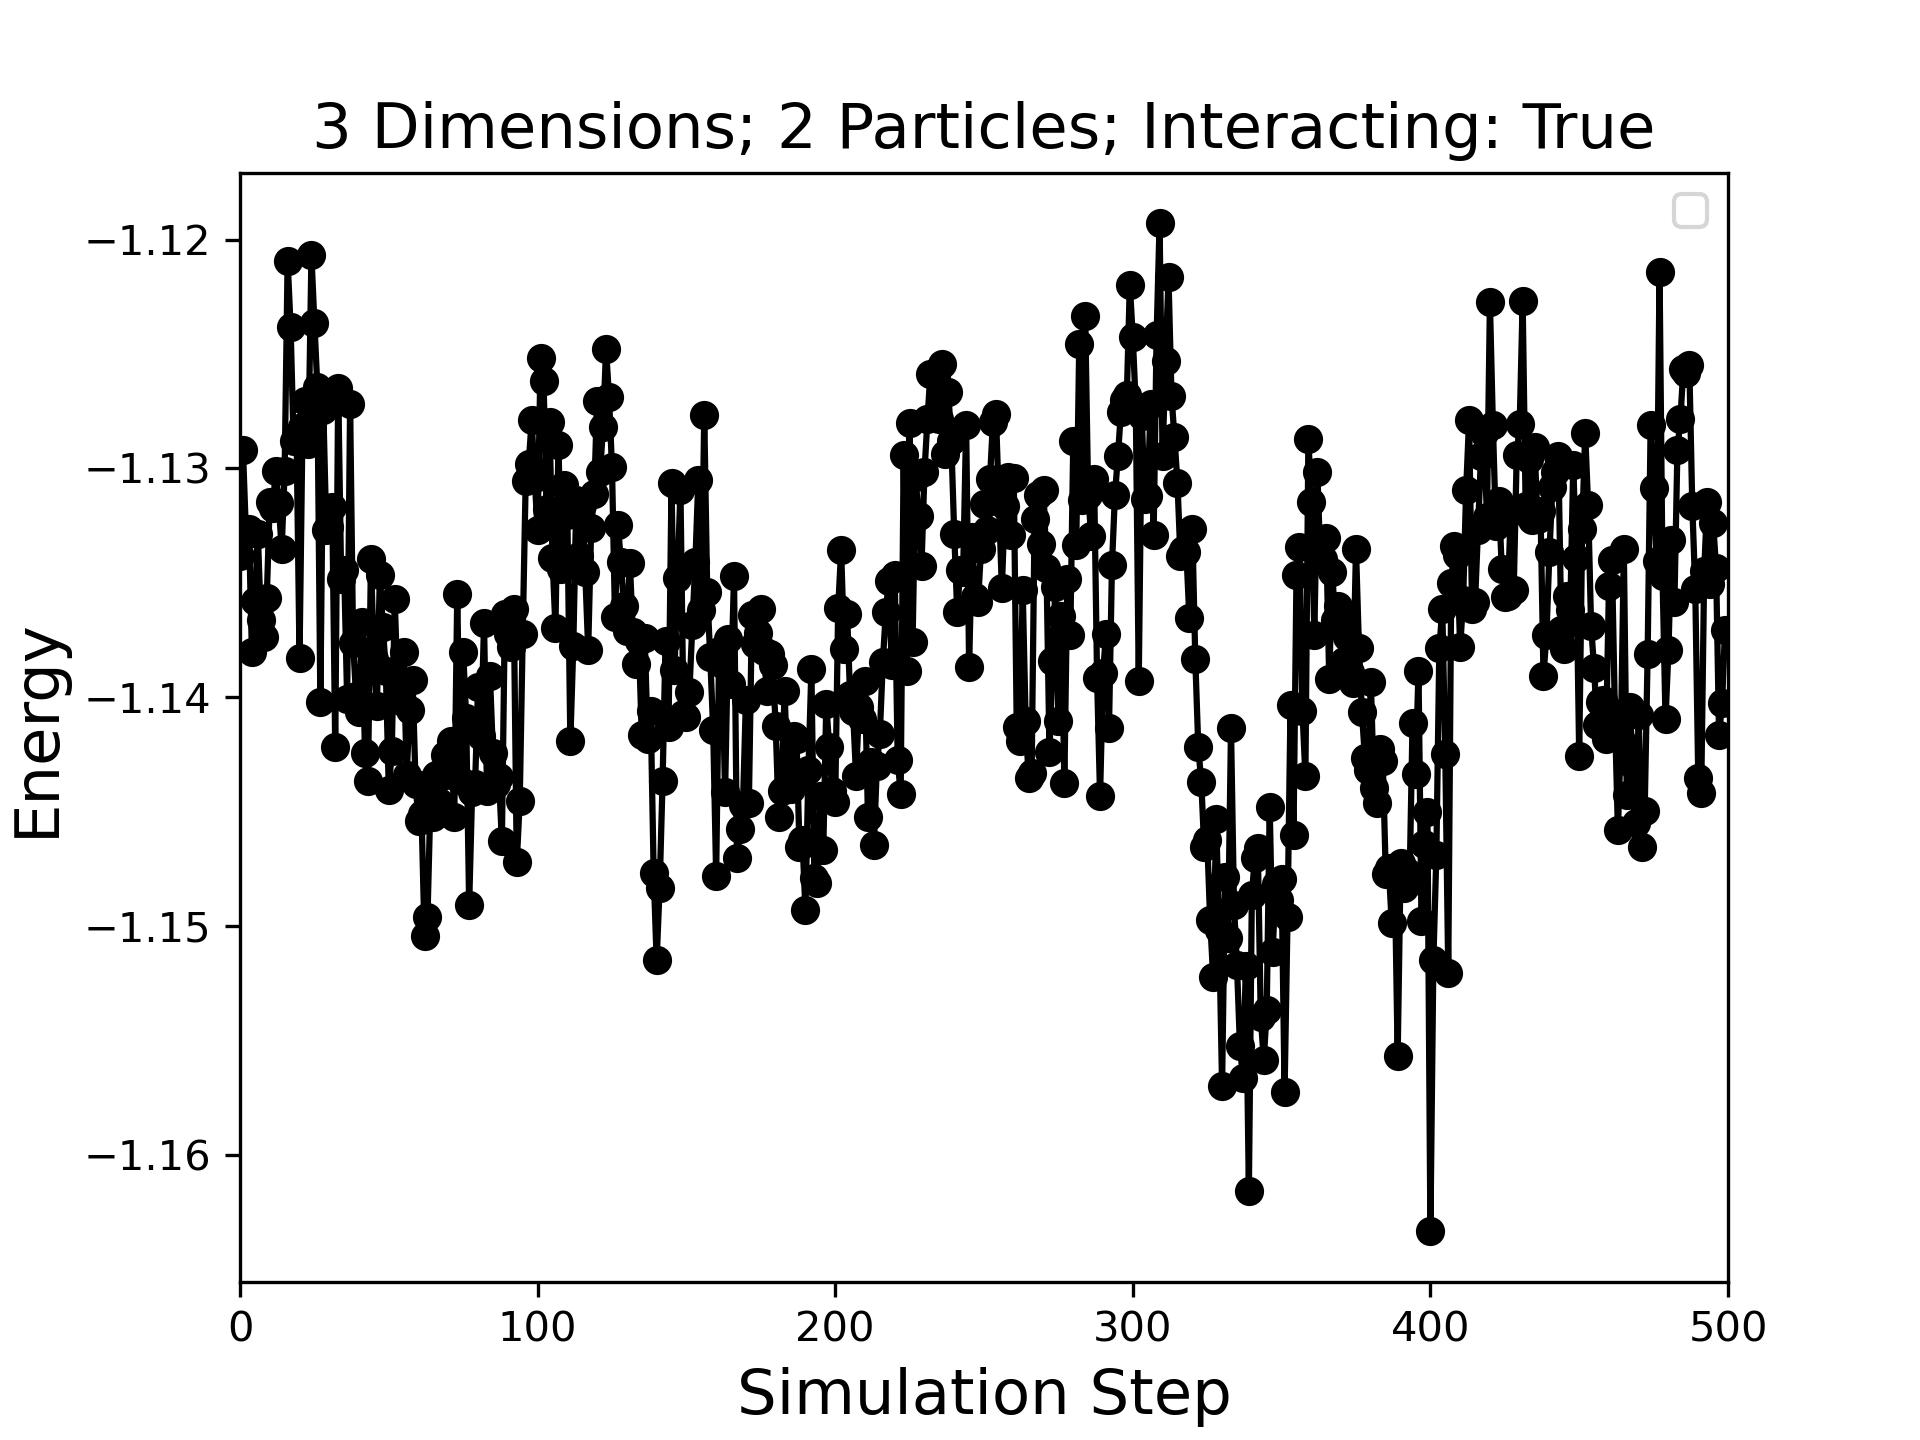 3 Dimensions; 2 Particles; Interacting: True
−1.12
−1.13
−1.14
−1.15
−1.16
Energy
0 100 200 300 400 500
Simulation Step